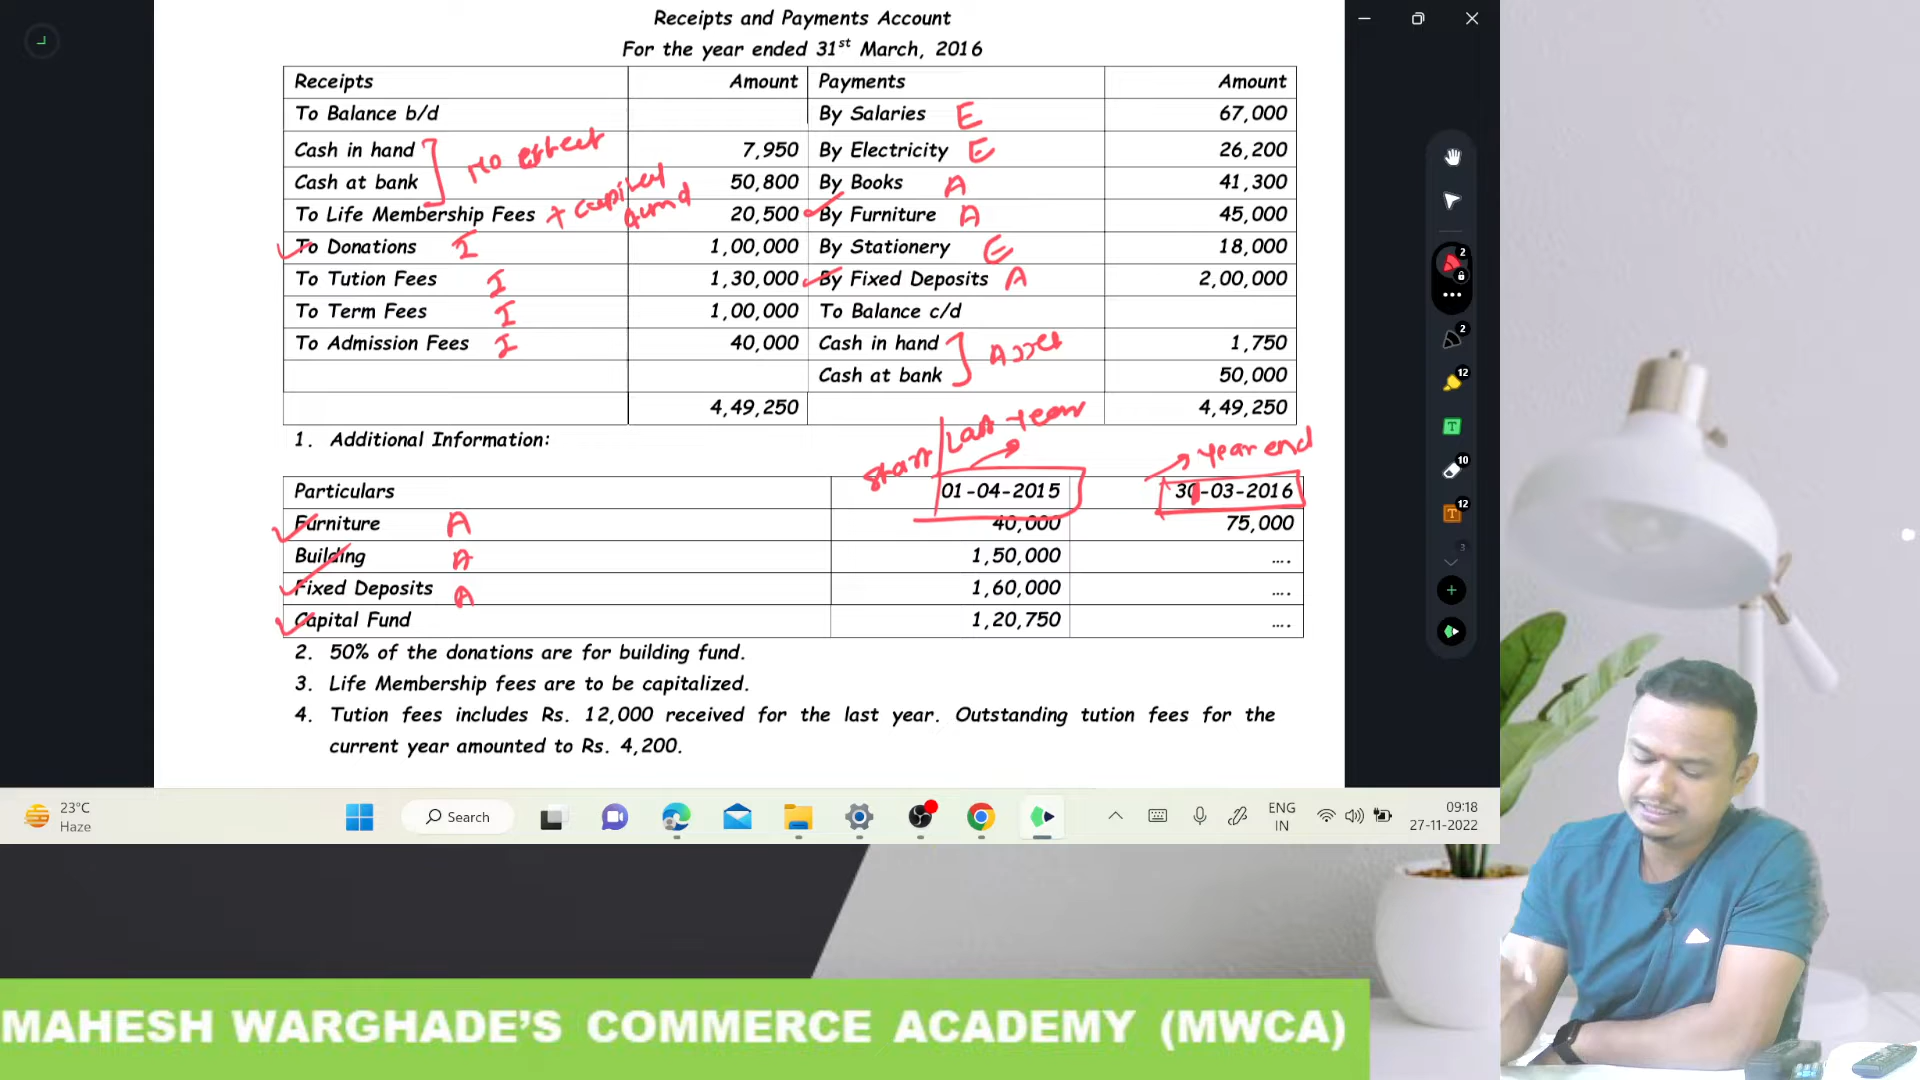 Receipts and Payments Account
For the year ended 31st March, 2016
Receipts Amount Payments Amount
To Balance b/d By Salaries E 67,000
Cash in hand 7,950 By Electricity E 26,200
No effect
Cash at bank 50,800 By Books A 41,300
To Life Membership Fees + Capital fund 20,500 By Furniture A 45,000
To Donations I 1,00,000 By Stationery E 18,000
To Tution Fees I 1,30,000 By Fixed Deposits A 2,00,000
To Term Fees I 1,00,000 To Balance c/d
To Admission Fees I 40,000 Cash in hand 1,750
Asset
Cash at bank 50,000
4,49,250 4,49,250
1. Additional Information:
Start/Last year Year end
Particulars 01-04-2015 31-03-2016
Furniture A 40,000 75,000
Building A 1,50,000 ....
Fixed Deposits A 1,60,000 ....
Capital Fund 1,20,750 ....
2. 50% of the donations are for building fund.
3. Life Membership fees are to be capitalized.
4. Tution fees includes Rs. 12,000 received for the last year. Outstanding tution fees for the
current year amounted to Rs. 4,200.
2
2
12
T
10
T 12
3
23°C
Haze
Search
ENG
IN
09:18
27-11-2022
MAHESH WARGHADE'S COMMERCE ACADEMY (MWCA)